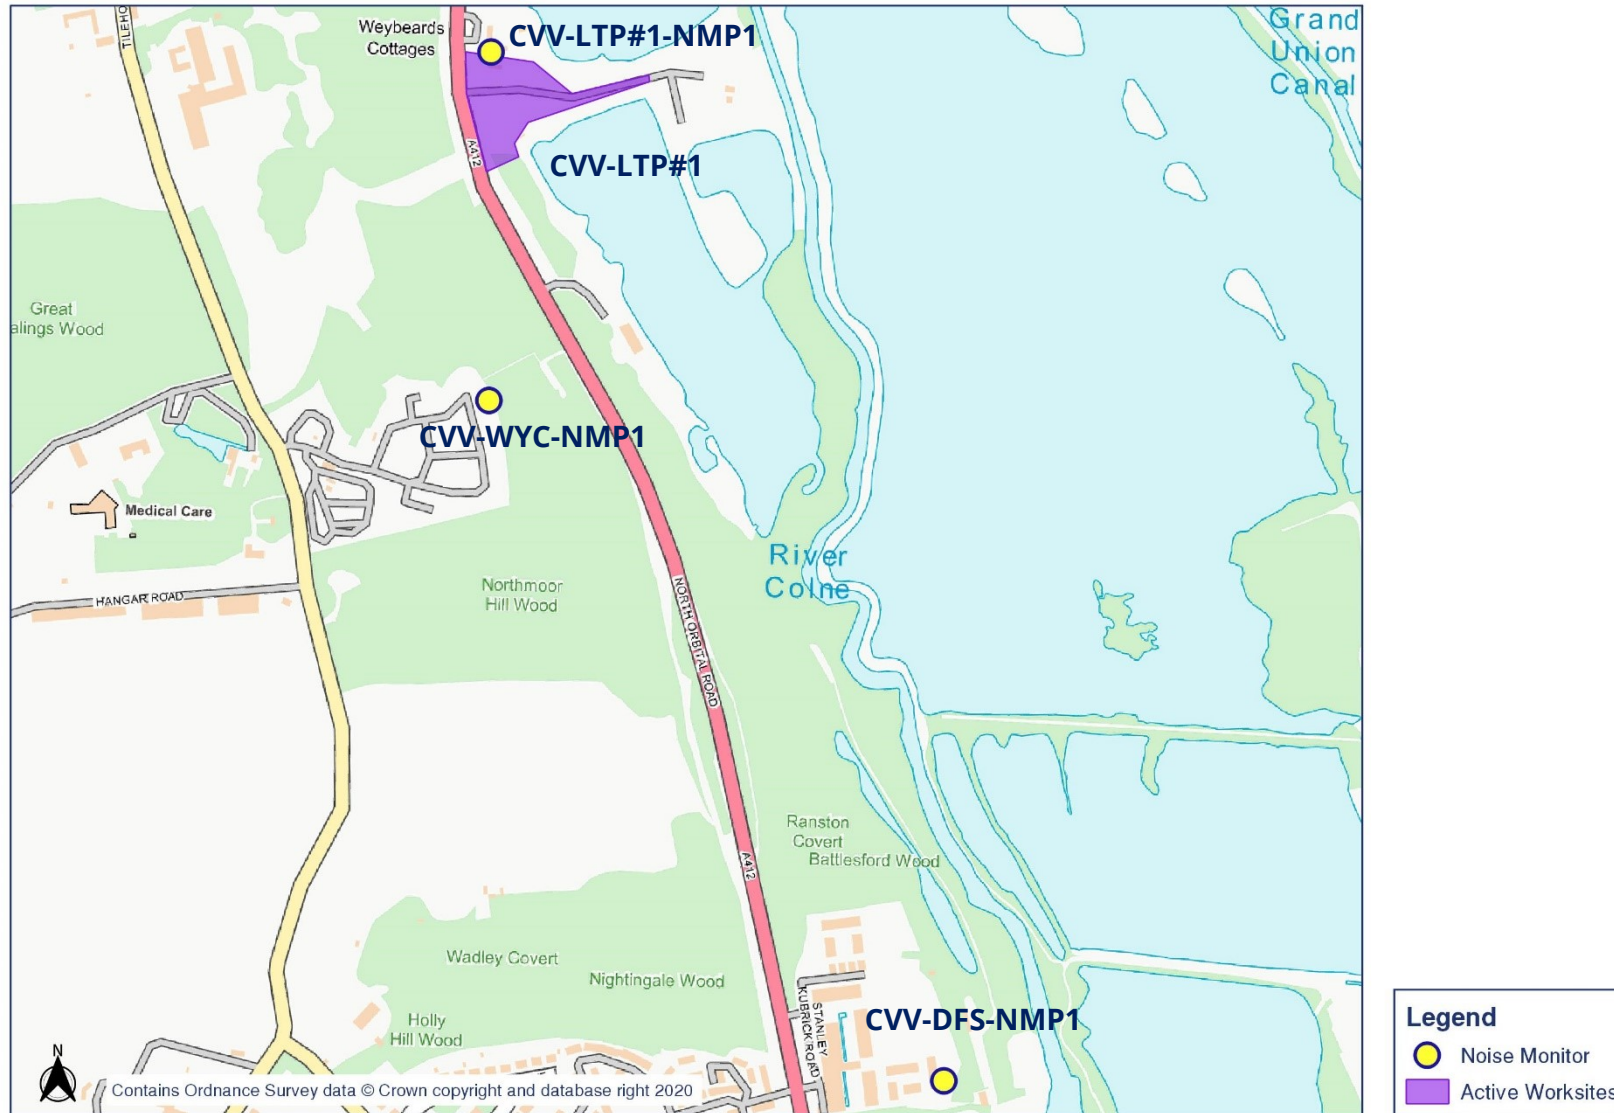 Grand
Union
Canal
TILEHO
Weybeards
Cottages
CVV-LTP#1-NMP1
A412
CVV-LTP#1
Great
alings Wood
CVV-WYC-NMP1
Medical Care
River
Colne
HANGAR ROAD
Northmoor
Hill Wood
NORTH ORBITAL ROAD
Ranston
Covert
Battlesford Wood
A412
Wadley Covert
Nightingale Wood
STANLEY
KUBRICK ROAD
CVV-DFS-NMP1
Holly
Hill Wood
N
Contains Ordnance Survey data © Crown copyright and database right 2020
Legend
Noise Monitor
Active Worksites